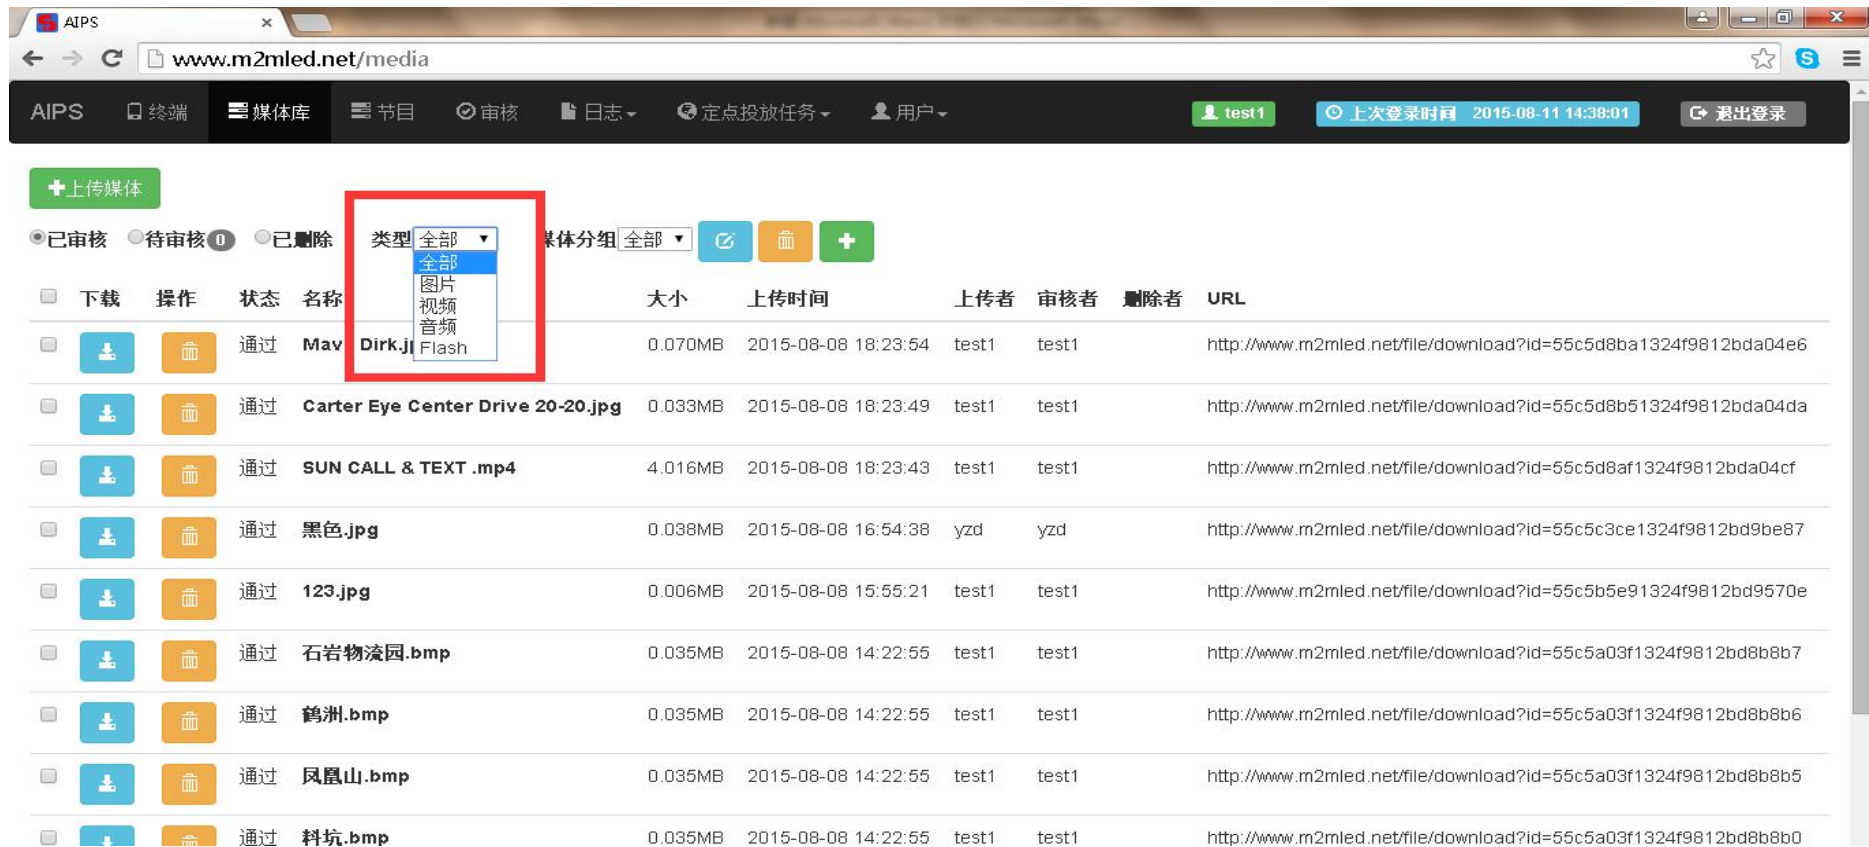 AIPS
www.m2mled.net/media
AIPS 终端 媒体库 节目 审核 日志 定点投放任务 用户 test1 上次登录时间 2015-08-11 14:38:01 退出登录
上传媒体
已审核 待审核 0 已删除 类型 全部 媒体分组 全部
全部
图片
视频
音频
Flash
下载 操作 状态 名称 大小 上传时间 上传者 审核者 删除者 URL
通过 Mav Dirk.j 0.070MB 2015-08-08 18:23:54 test1 test1 http://www.m2mled.net/file/download?id=55c5d8ba1324f9812bda04e6
通过 Carter Eye Center Drive 20-20.jpg 0.033MB 2015-08-08 18:23:49 test1 test1 http://www.m2mled.net/file/download?id=55c5d8b51324f9812bda04da
通过 SUN CALL & TEXT .mp4 4.016MB 2015-08-08 18:23:43 test1 test1 http://www.m2mled.net/file/download?id=55c5d8af1324f9812bda04cf
通过 黑色.jpg 0.038MB 2015-08-08 16:54:38 yzd yzd http://www.m2mled.net/file/download?id=55c5c3ce1324f9812bd9be87
通过 123.jpg 0.006MB 2015-08-08 15:55:21 test1 test1 http://www.m2mled.net/file/download?id=55c5b5e91324f9812bd9570e
通过 石岩物流园.bmp 0.035MB 2015-08-08 14:22:55 test1 test1 http://www.m2mled.net/file/download?id=55c5a03f1324f9812bd8b8b7
通过 鹤洲.bmp 0.035MB 2015-08-08 14:22:55 test1 test1 http://www.m2mled.net/file/download?id=55c5a03f1324f9812bd8b8b6
通过 凤凰山.bmp 0.035MB 2015-08-08 14:22:55 test1 test1 http://www.m2mled.net/file/download?id=55c5a03f1324f9812bd8b8b5
通过 料坑.bmp 0.035MB 2015-08-08 14:22:55 test1 test1 http://www.m2mled.net/file/download?id=55c5a03f1324f9812bd8b8b0